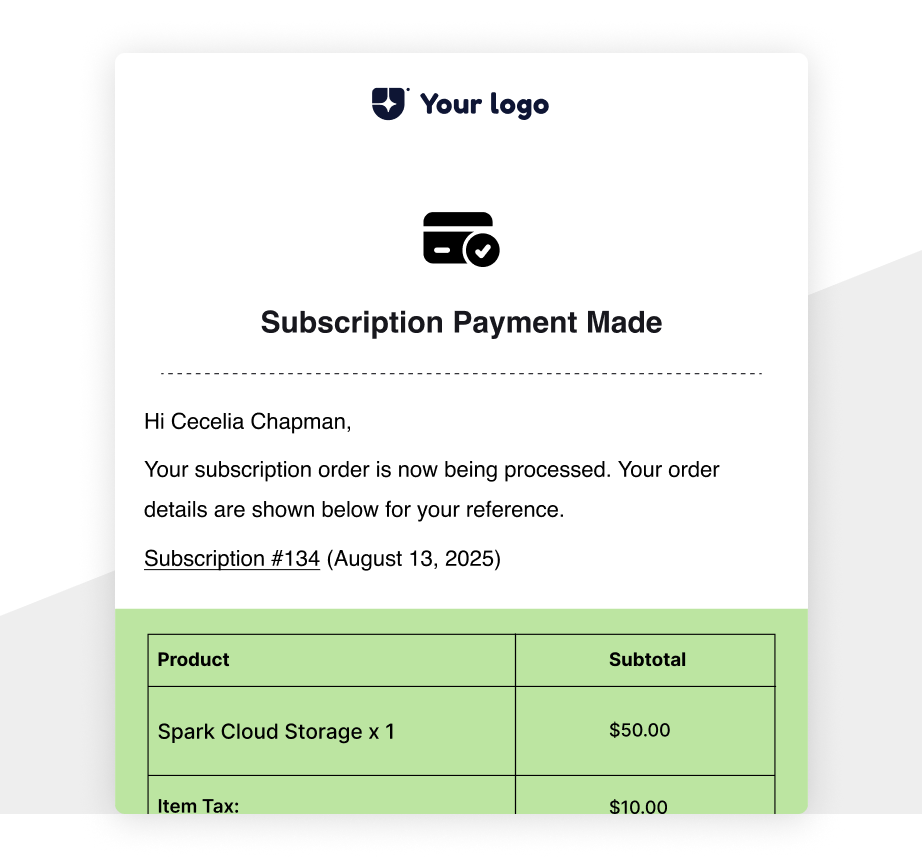 Your logo
Subscription Payment Made
Hi Cecelia Chapman,
Your subscription order is now being processed. Your order
details are shown below for your reference.
Subscription #134 (August 13, 2025)
Product Subtotal
Spark Cloud Storage x 1 $50.00
Item Tax: $10.00